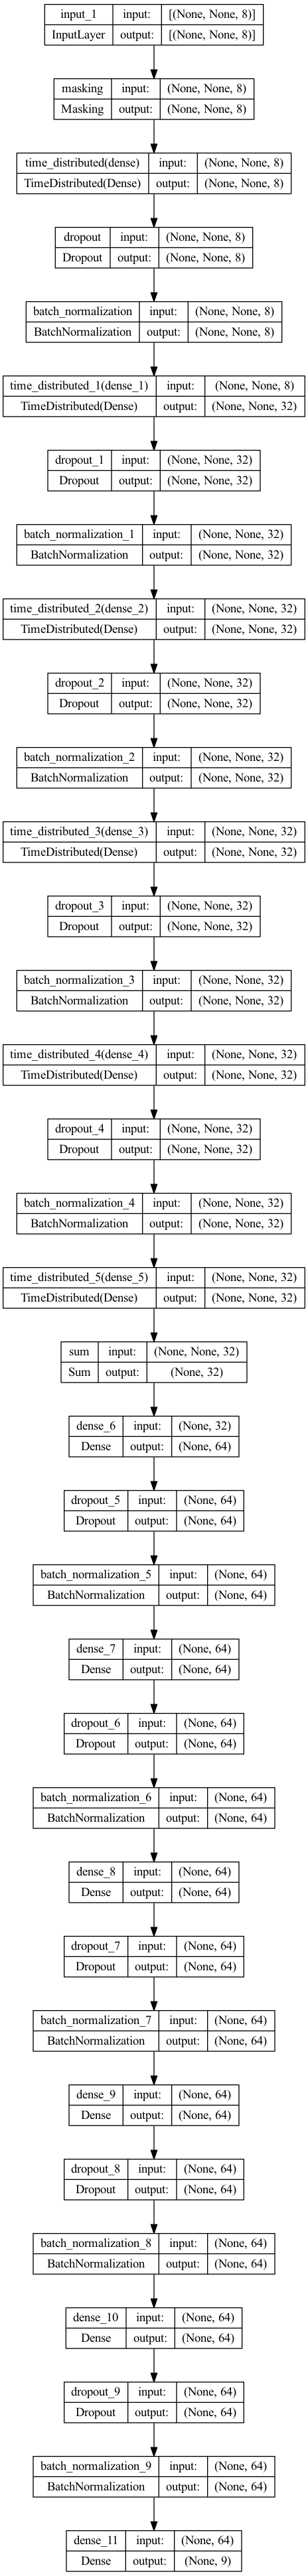 input_1 input: [(None, None, 8)]
InputLayer output: [(None, None, 8)]
masking input: (None, None, 8)
Masking output: (None, None, 8)
time_distributed(dense) input: (None, None, 8)
TimeDistributed(Dense) output: (None, None, 8)
dropout input: (None, None, 8)
Dropout output: (None, None, 8)
batch_normalization input: (None, None, 8)
BatchNormalization output: (None, None, 8)
time_distributed_1(dense_1) input: (None, None, 8)
TimeDistributed(Dense) output: (None, None, 32)
dropout_1 input: (None, None, 32)
Dropout output: (None, None, 32)
batch_normalization_1 input: (None, None, 32)
BatchNormalization output: (None, None, 32)
time_distributed_2(dense_2) input: (None, None, 32)
TimeDistributed(Dense) output: (None, None, 32)
dropout_2 input: (None, None, 32)
Dropout output: (None, None, 32)
batch_normalization_2 input: (None, None, 32)
BatchNormalization output: (None, None, 32)
time_distributed_3(dense_3) input: (None, None, 32)
TimeDistributed(Dense) output: (None, None, 32)
dropout_3 input: (None, None, 32)
Dropout output: (None, None, 32)
batch_normalization_3 input: (None, None, 32)
BatchNormalization output: (None, None, 32)
time_distributed_4(dense_4) input: (None, None, 32)
TimeDistributed(Dense) output: (None, None, 32)
dropout_4 input: (None, None, 32)
Dropout output: (None, None, 32)
batch_normalization_4 input: (None, None, 32)
BatchNormalization output: (None, None, 32)
time_distributed_5(dense_5) input: (None, None, 32)
TimeDistributed(Dense) output: (None, None, 32)
sum input: (None, None, 32)
Sum output: (None, 32)
dense_6 input: (None, 32)
Dense output: (None, 64)
dropout_5 input: (None, 64)
Dropout output: (None, 64)
batch_normalization_5 input: (None, 64)
BatchNormalization output: (None, 64)
dense_7 input: (None, 64)
Dense output: (None, 64)
dropout_6 input: (None, 64)
Dropout output: (None, 64)
batch_normalization_6 input: (None, 64)
BatchNormalization output: (None, 64)
dense_8 input: (None, 64)
Dense output: (None, 64)
dropout_7 input: (None, 64)
Dropout output: (None, 64)
batch_normalization_7 input: (None, 64)
BatchNormalization output: (None, 64)
dense_9 input: (None, 64)
Dense output: (None, 64)
dropout_8 input: (None, 64)
Dropout output: (None, 64)
batch_normalization_8 input: (None, 64)
BatchNormalization output: (None, 64)
dense_10 input: (None, 64)
Dense output: (None, 64)
dropout_9 input: (None, 64)
Dropout output: (None, 64)
batch_normalization_9 input: (None, 64)
BatchNormalization output: (None, 64)
dense_11 input: (None, 64)
Dense output: (None, 9)